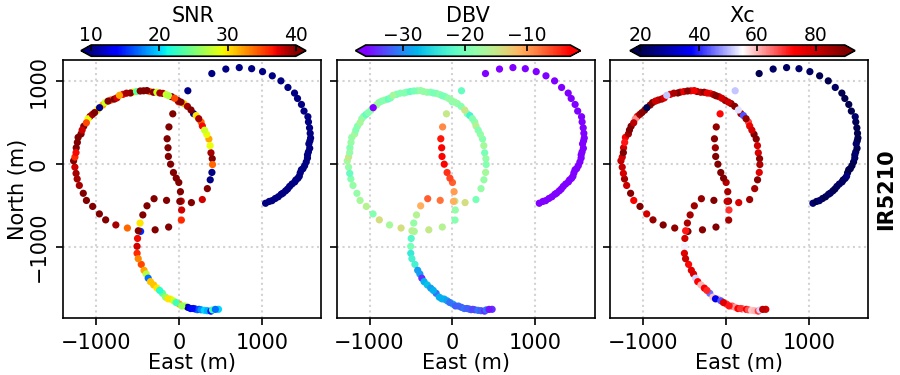 SNR DBV Xc
10 20 30 40 −30 −20 −10 20 40 60 80
1000
0
−1000
North (m)
IR5210
−1000 0 1000 −1000 0 1000 −1000 0 1000
East (m) East (m) East (m)